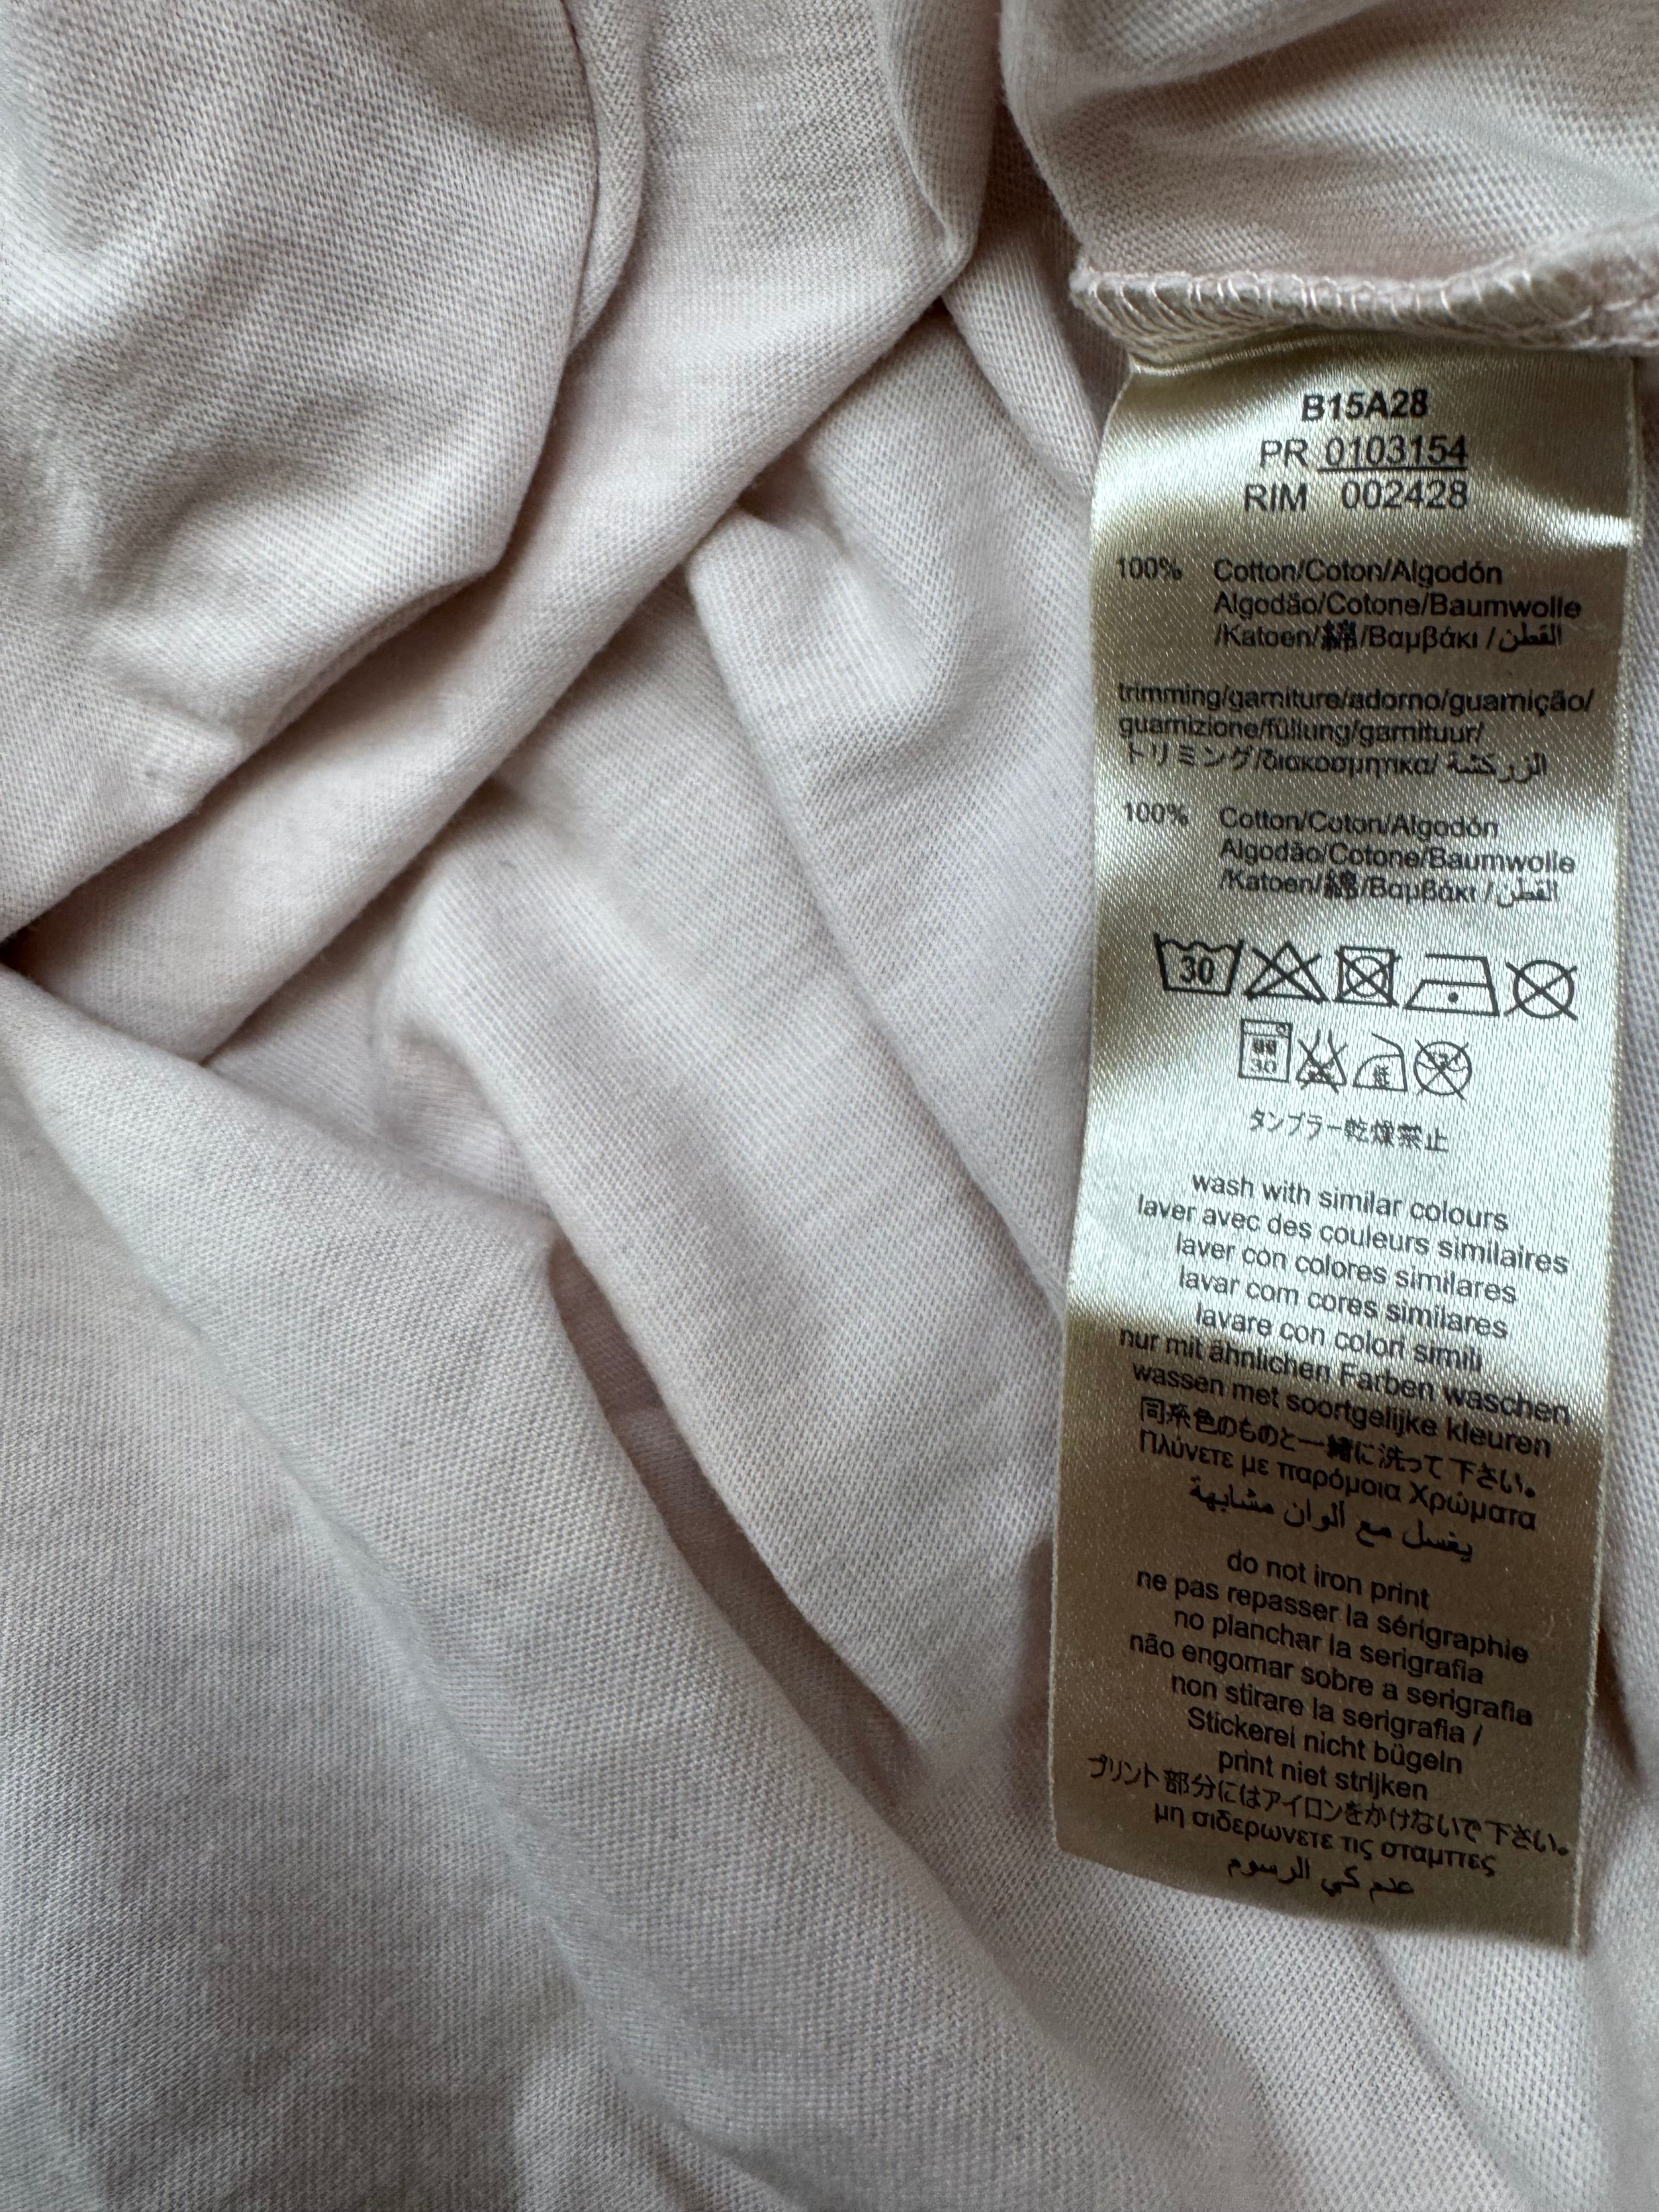 B15A28
PR 0103154
RIM 002428
100% Cotton/Coton/Algodón
Algodão/Cotone/Baumwolle
/Katoen/綿/Βαμβάκι /القطن
trimming/garniture/adorno/guarnição/
guarnizione/füllung/garnituur/
トリミング/διακοσμητικα/ الزركشة
100% Cotton/Coton/Algodón
Algodão/Cotone/Baumwolle
/Katoen/綿/Βαμβάκι /القطن
30
30
タンブラー乾燥禁止
wash with similar colours
laver avec des couleurs similaires
laver con colores similares
lavar com cores similares
lavare con colori simili
nur mit ähnlichen Farben waschen
wassen met soortgelijke kleuren
同系色のものと一緒に洗って下さい。
Πλύνετε με παρόμοια Χρώματα
يغسل مع ألوان مشابهة
do not iron print
ne pas repasser la sérigraphie
no planchar la serigrafia
não engomar sobre a serigrafia
non stirare la serigrafia /
Stickerei nicht bügeln
print niet strijken
プリント部分にはアイロンをかけないで下さい。
μη σιδερωνετε τις σταμπες
عدم كي الرسوم